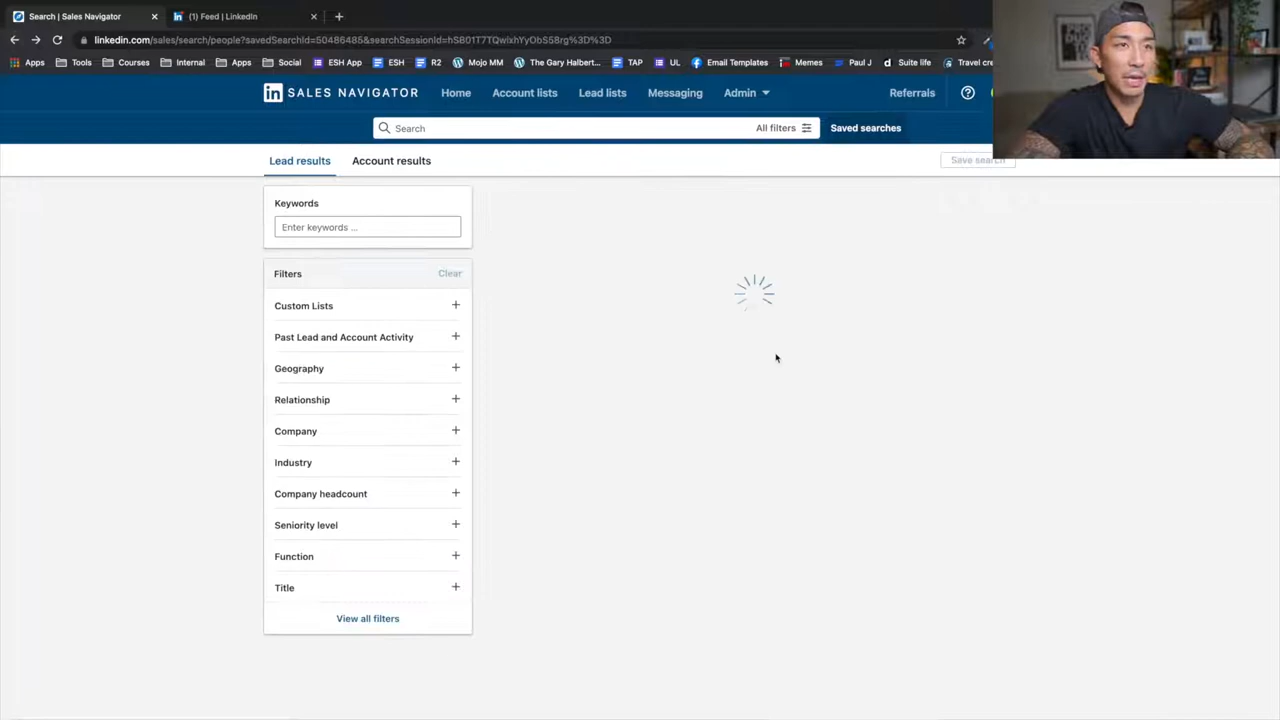 Search | Sales Navigator
(1) Feed | LinkedIn
linkedin.com/sales/search/people?savedSearchId=50486485&searchSessionId=hSB01T7TQwixhYyObS58rg%3D%3D
Apps Tools Courses Internal Apps Social ESH App ESH R2 Mojo MM The Gary Halbert... TAP UL Email Templates Memes Paul J Suite life Travel cre
in SALES NAVIGATOR Home Account lists Lead lists Messaging Admin Referrals
Search All filters Saved searches
Lead results Account results Save search
Keywords
Enter keywords ...
Filters Clear
Custom Lists +
Past Lead and Account Activity +
Geography +
Relationship +
Company +
Industry +
Company headcount +
Seniority level +
Function +
Title +
View all filters